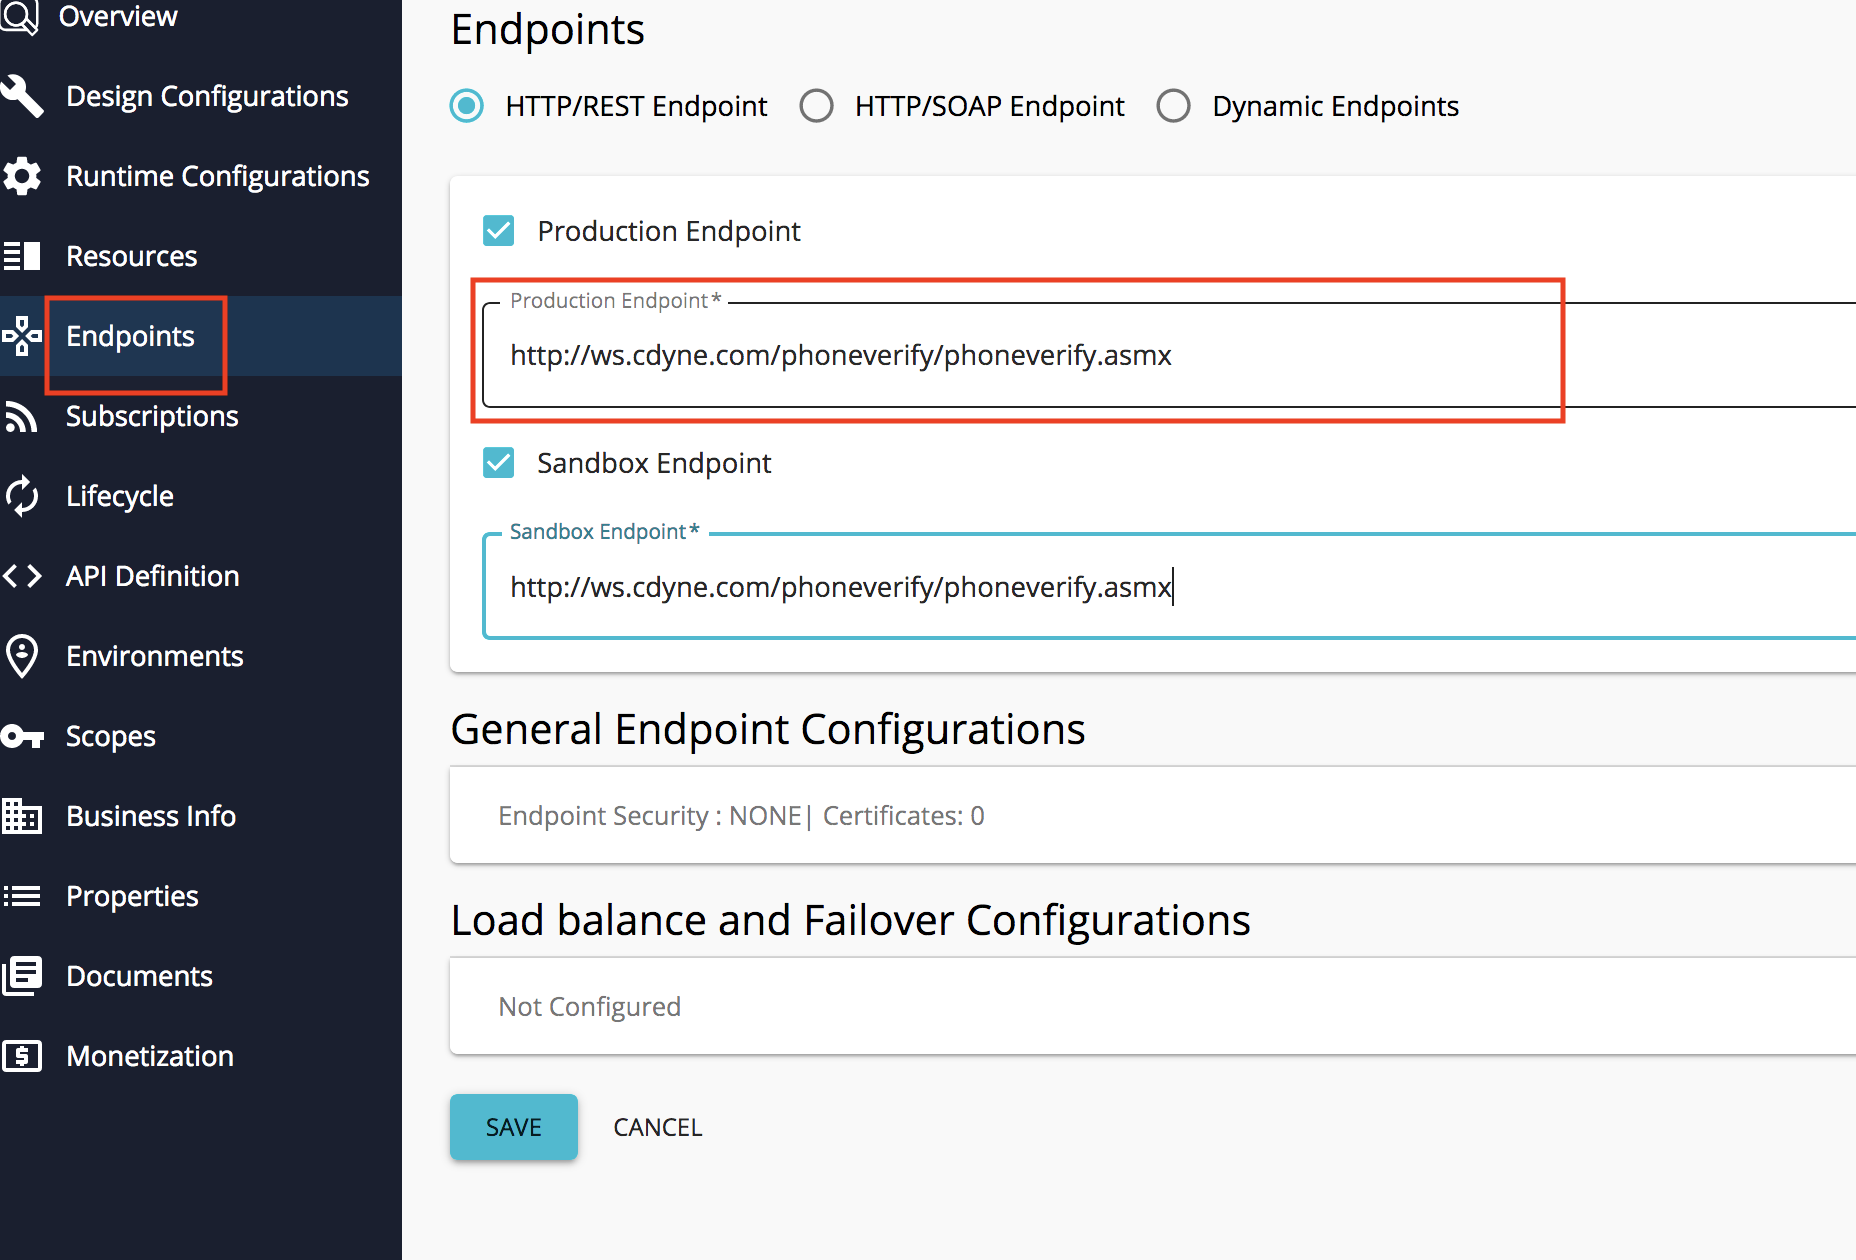 Overview
Design Configurations
Runtime Configurations
Resources
Endpoints
Subscriptions
Lifecycle
API Definition
Environments
Scopes
Business Info
Properties
Documents
Monetization
Endpoints
HTTP/REST Endpoint HTTP/SOAP Endpoint Dynamic Endpoints
Production Endpoint
Production Endpoint*
http://ws.cdyne.com/phoneverify/phoneverify.asmx
Sandbox Endpoint
Sandbox Endpoint*
http://ws.cdyne.com/phoneverify/phoneverify.asmx
General Endpoint Configurations
Endpoint Security : NONE| Certificates: 0
Load balance and Failover Configurations
Not Configured
SAVE CANCEL